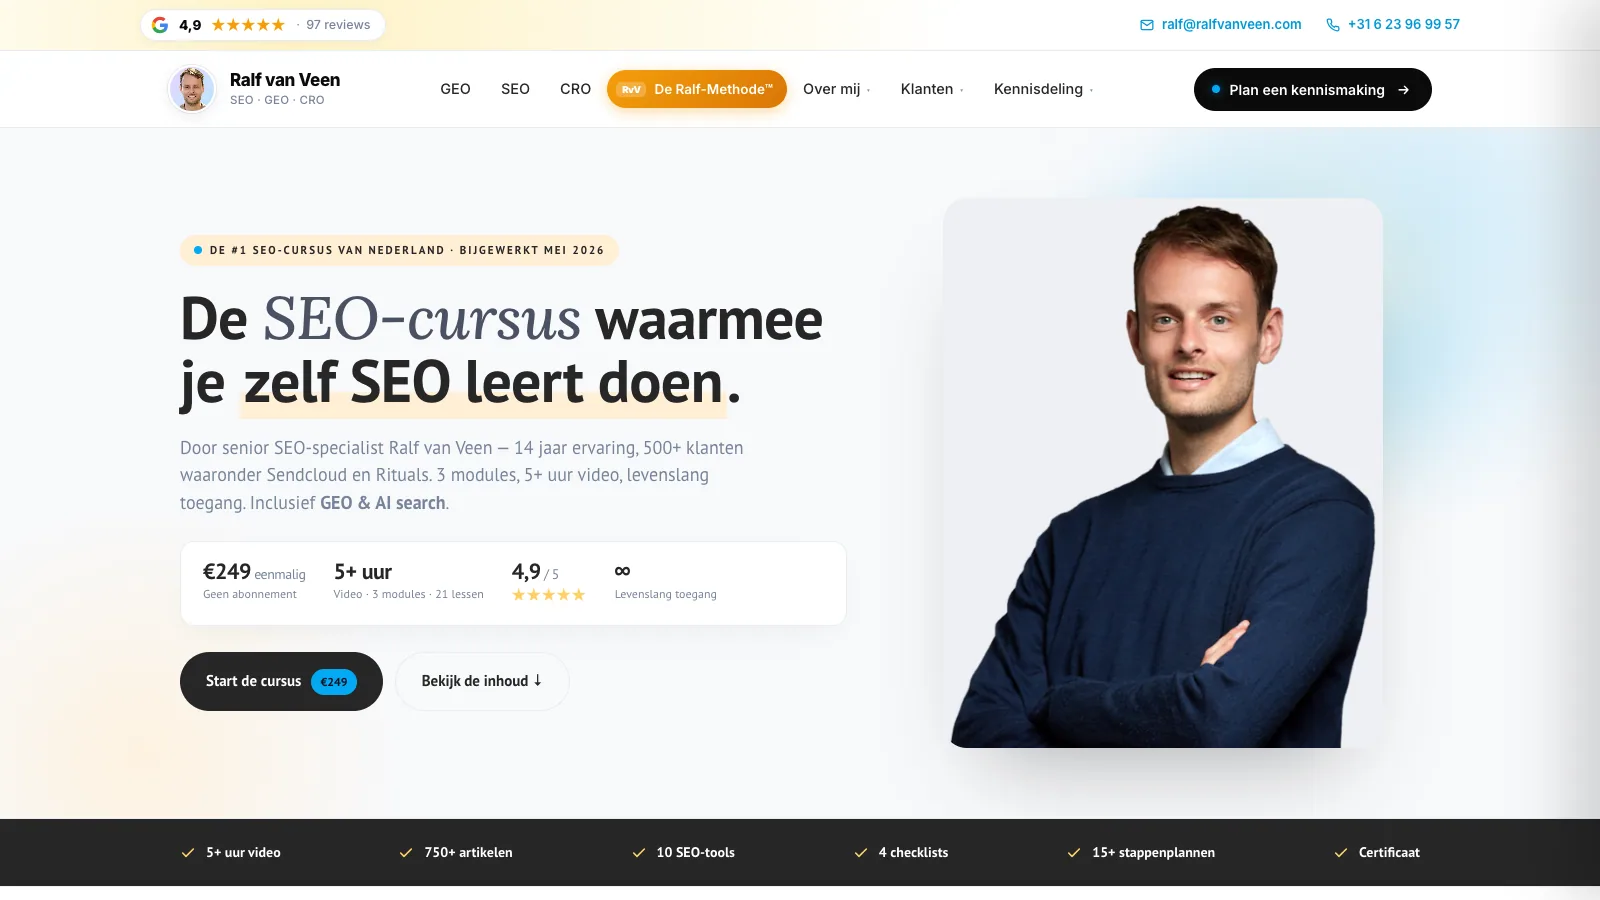 4,9 ★★★★★ · 97 reviews
ralf@ralfvanveen.com
+31 6 23 96 99 57
Ralf van Veen
SEO · GEO · CRO
GEO
SEO
CRO
RvV De Ralf-Methode™
Over mij
Klanten
Kennisdeling
Plan een kennismaking →
DE #1 SEO-CURSUS VAN NEDERLAND · BIJGEWERKT MEI 2026
De SEO-cursus waarmee
je zelf SEO leert doen.
Door senior SEO-specialist Ralf van Veen — 14 jaar ervaring, 500+ klanten
waaronder Sendcloud en Rituals. 3 modules, 5+ uur video, levenslang
toegang. Inclusief GEO & AI search.
€249 eenmalig
Geen abonnement
5+ uur
Video · 3 modules · 21 lessen
4,9 / 5
★★★★★
∞
Levenslang toegang
Start de cursus €249
Bekijk de inhoud ↓
5+ uur video
750+ artikelen
10 SEO-tools
4 checklists
15+ stappenplannen
Certificaat